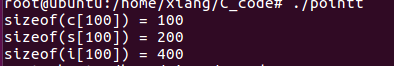 root@ubuntu:/home/Xiang/C_code# ./pointt
sizeof(c[100]) = 100
sizeof(s[100]) = 200
sizeof(i[100]) = 400